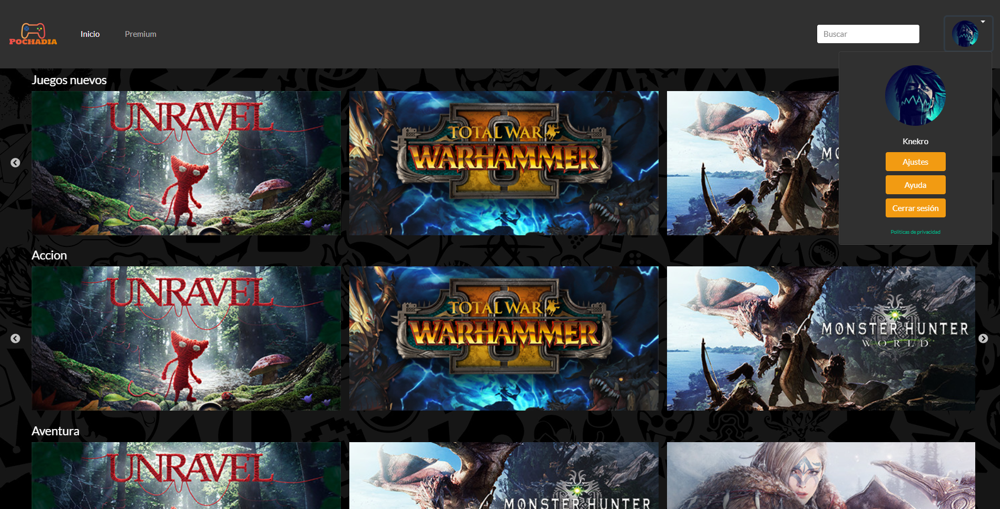 POCHADIA
Inicio
Premium
Buscar
Juegos nuevos
UNRAVEL
TOTAL WAR
WARHAMMER
II
MO
Knekro
Ajustes
Ayuda
Cerrar sesión
Políticas de privacidad
Accion
UNRAVEL
TOTAL WAR
WARHAMMER
II
MONSTER HUNTER
WORLD
Aventura
UNRAVEL
MONSTER HUNTER